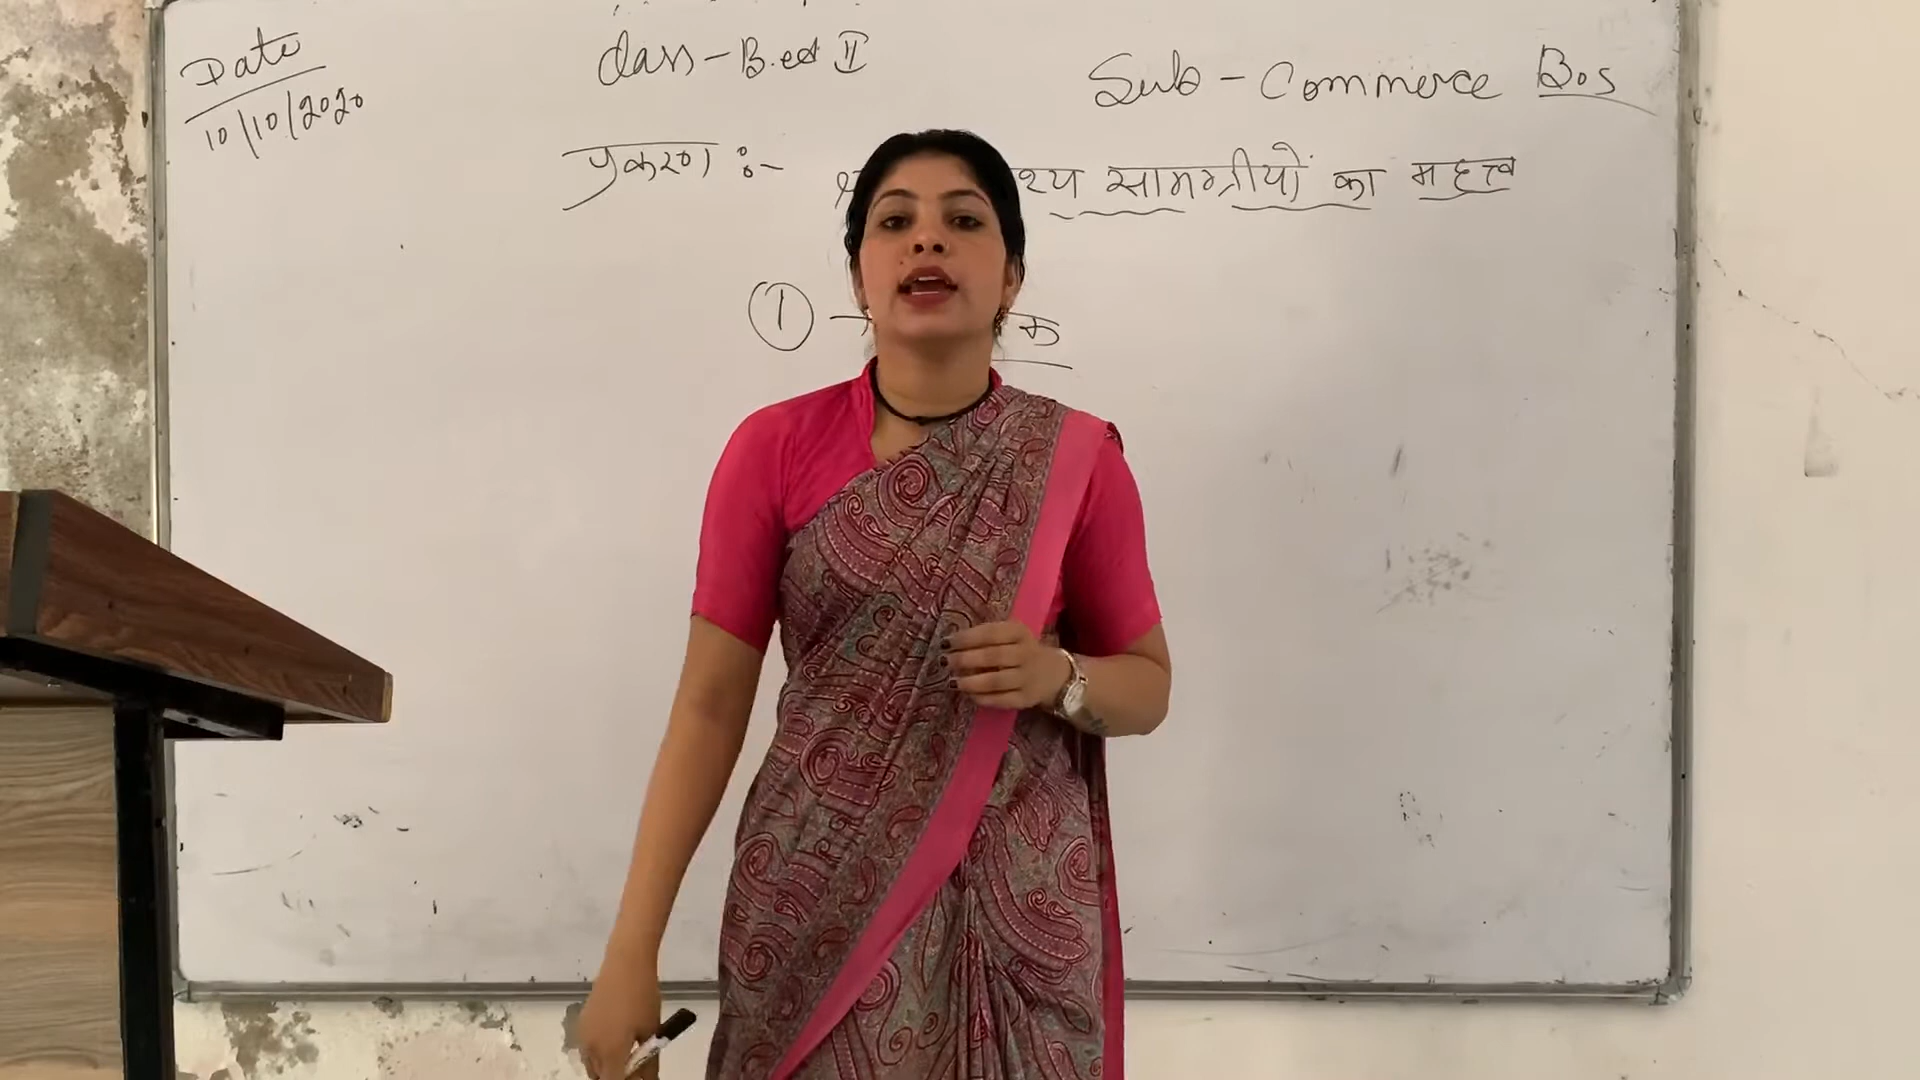 Date
10/10/2020
Class - B.ed II
Sub - Commerce Bos
प्रकरण :- सामग्रीयों का महत्त्व
①